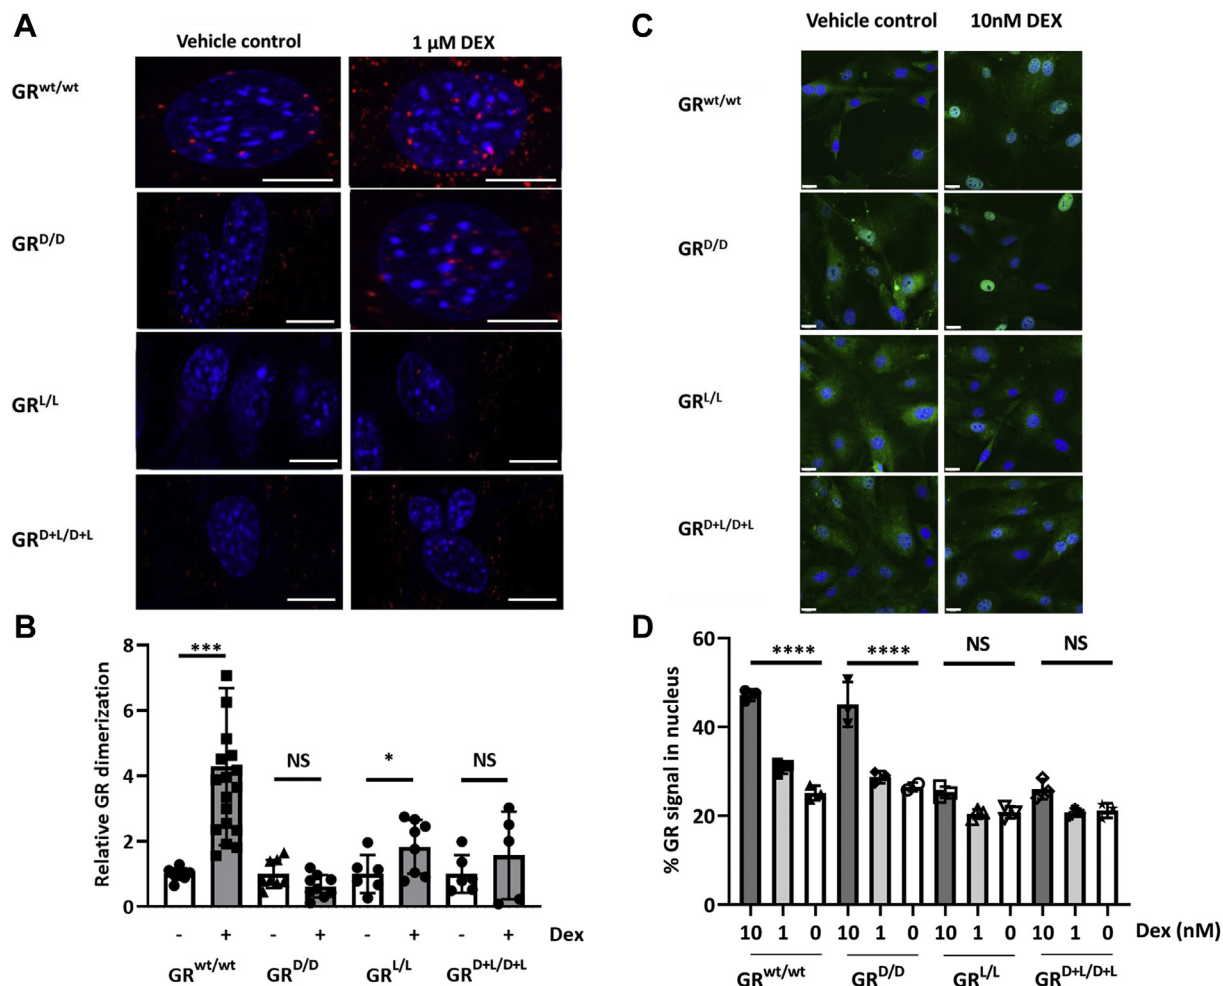 A
Vehicle control 1 µM DEX
GRwt/wt
GRD/D
GRL/L
GRD+L/D+L
B
Relative GR dimerization
8
6
4
2
0
*** NS * NS
- + - + - + - + Dex
GRwt/wt GRD/D GRL/L GRD+L/D+L
C
Vehicle control 10nM DEX
GRwt/wt
GRD/D
GRL/L
GRD+L/D+L
D
% GR signal in nucleus
60
40
20
0
**** **** NS NS
10 1 0 10 1 0 10 1 0 10 1 0 Dex (nM)
GRwt/wt GRD/D GRL/L GRD+L/D+L